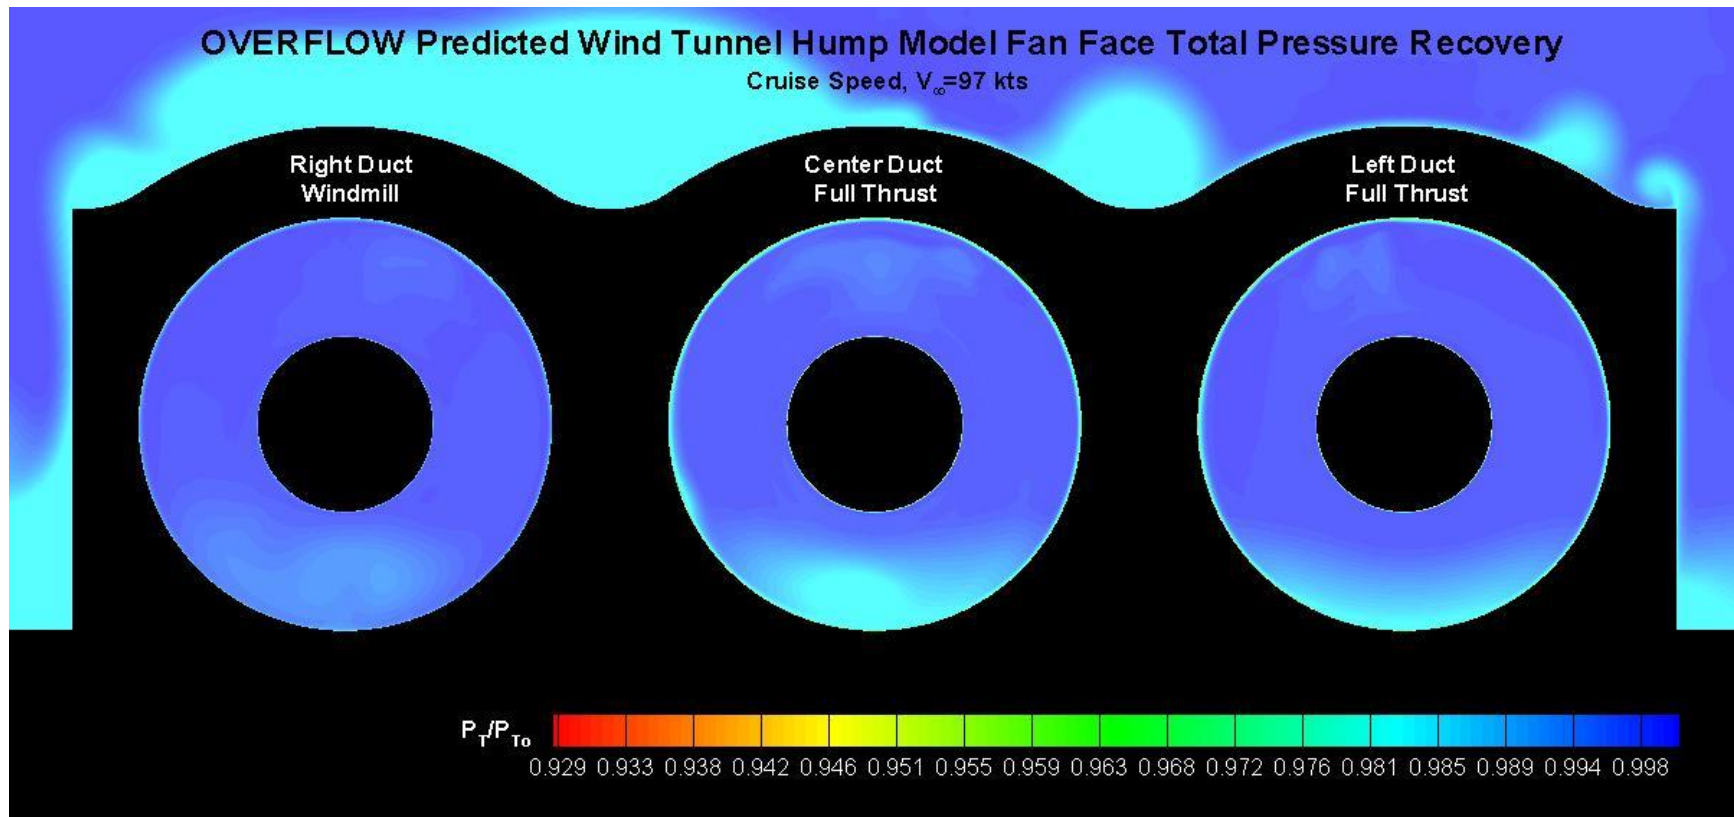 OVERFLOW Predicted Wind Tunnel Hump Model Fan Face Total Pressure Recovery
Cruise Speed, V∞=97 kts
Right Duct
Windmill
Center Duct
Full Thrust
Left Duct
Full Thrust
PT/PTo
0.929 0.933 0.938 0.942 0.946 0.951 0.955 0.959 0.963 0.968 0.972 0.976 0.981 0.985 0.989 0.994 0.998